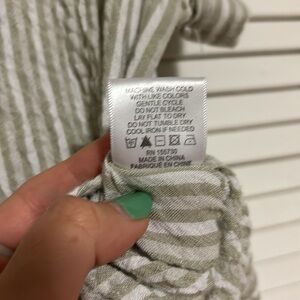 MACHINE WASH COLD
WITH LIKE COLORS
GENTLE CYCLE
DO NOT BLEACH
LAY FLAT TO DRY
DO NOT TUMBLE DRY
COOL IRON IF NEEDED
RN 155730
MADE IN CHINA
FABRIQUÉ EN CHINE